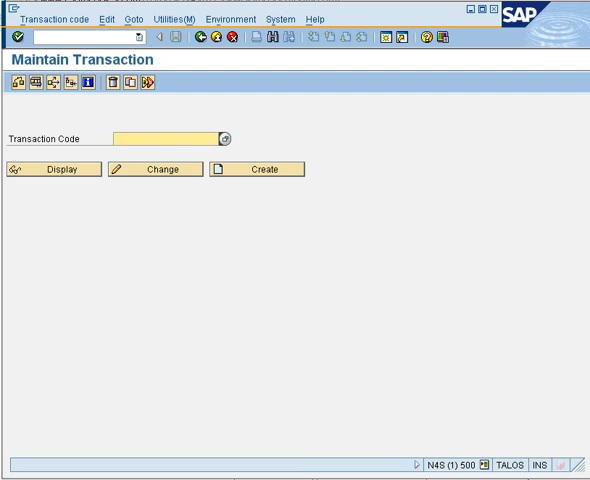 Transaction code Edit Goto Utilities(M) Environment System Help
SAP
Maintain Transaction
Transaction Code
Display Change Create
N4S (1) 500 TALOS INS